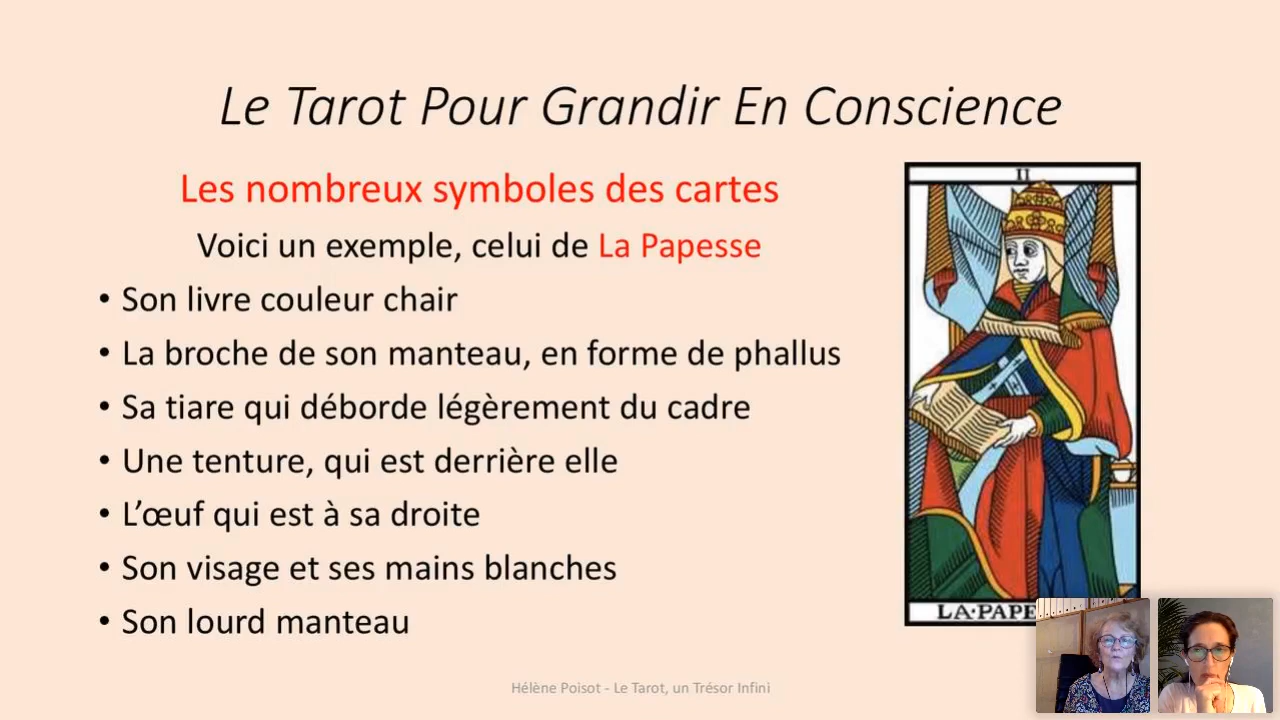 Le Tarot Pour Grandir En Conscience
Les nombreux symboles des cartes
Voici un exemple, celui de La Papesse
• Son livre couleur chair
• La broche de son manteau, en forme de phallus
• Sa tiare qui déborde légèrement du cadre
• Une tenture, qui est derrière elle
• L’œuf qui est à sa droite
• Son visage et ses mains blanches
• Son lourd manteau
II
LA·PAPE
Hélène Poisot - Le Tarot, un Trésor Infini